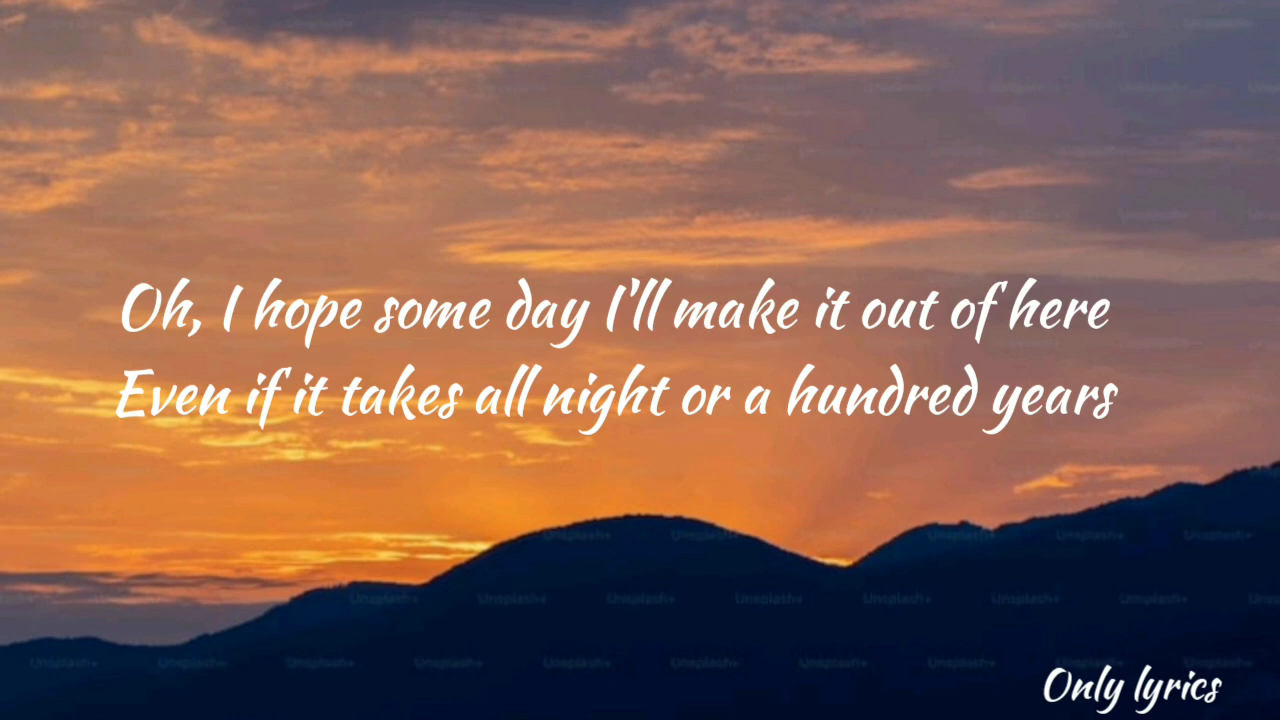 Oh, I hope some day I'll make it out of here
Even if it takes all night or a hundred years
Only lyrics
Unsplash+